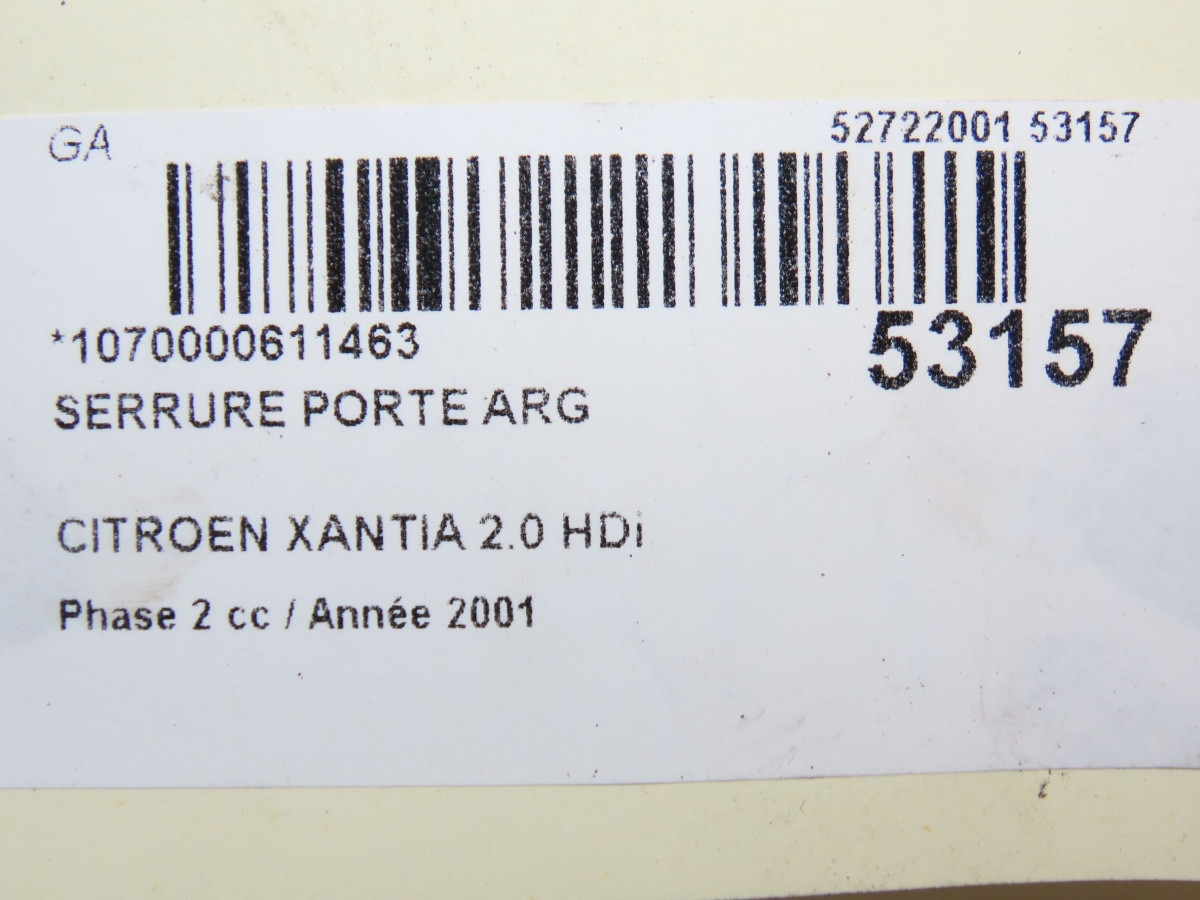 GA
52722001 53157
*1070000611463
53157
SERRURE PORTE ARG
CITROEN XANTIA 2.0 HDi
Phase 2 cc / Année 2001